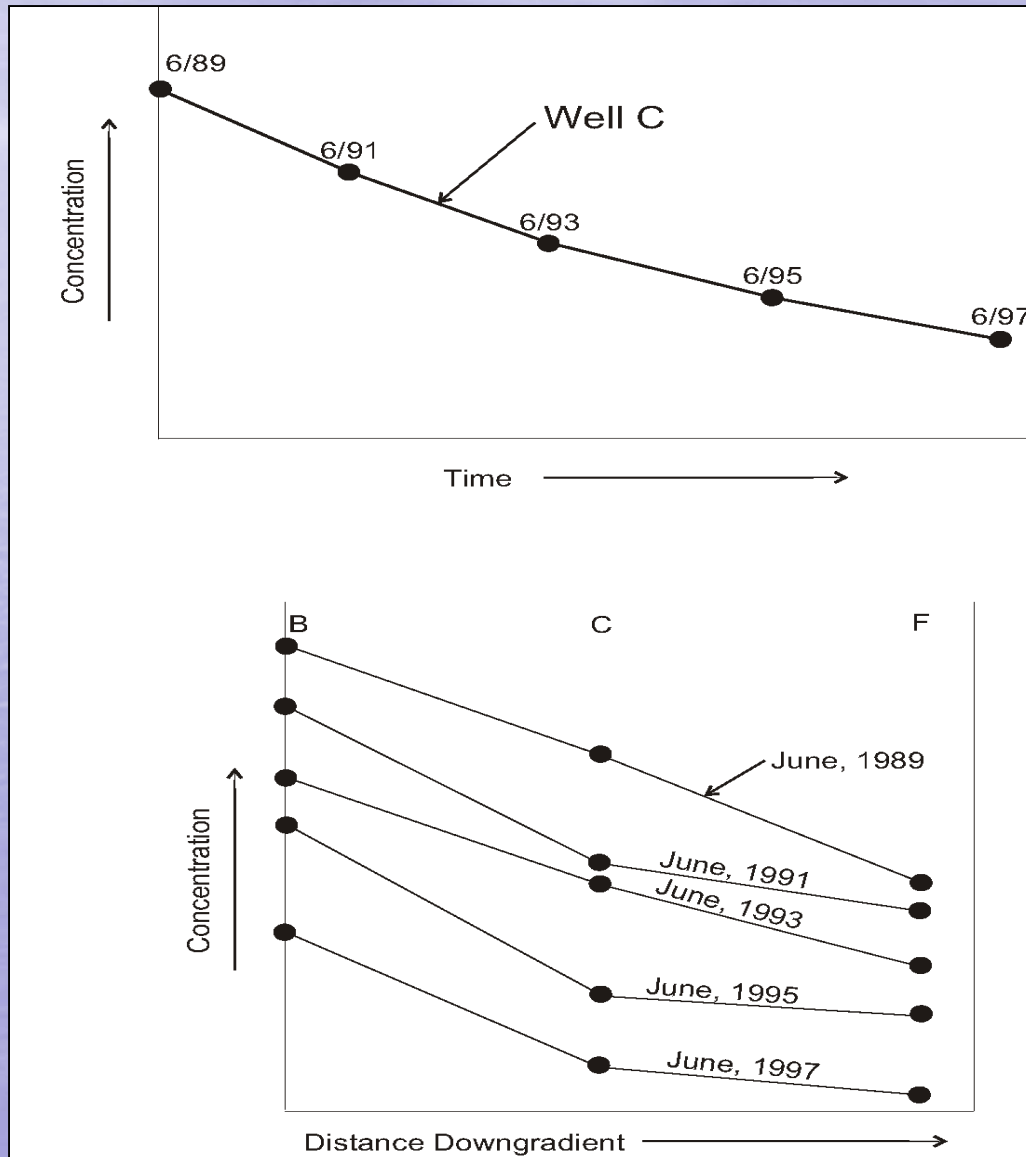 6/89
6/91
Well C
6/93
6/95
6/97
Concentration
Time
B
C
F
June, 1989
June, 1991
June, 1993
June, 1995
June, 1997
Concentration
Distance Downgradient